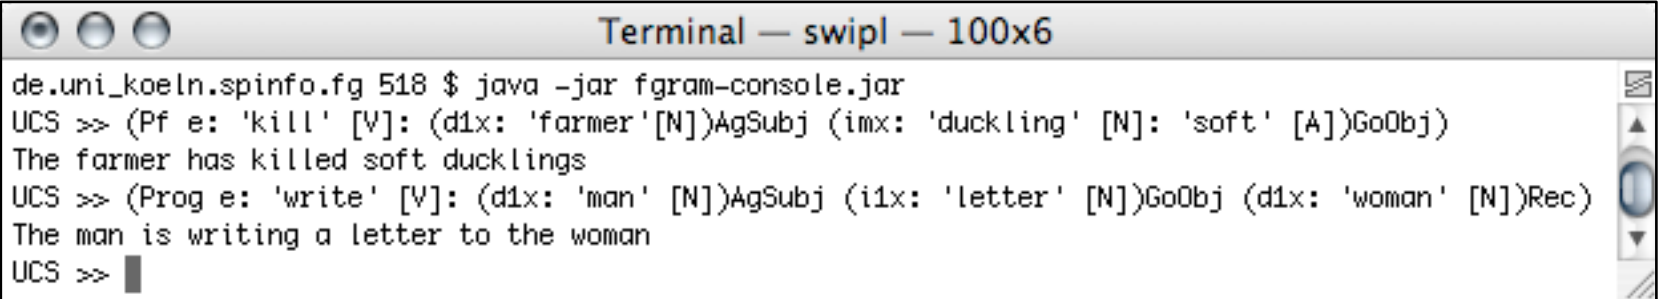 Terminal — swipl — 100x6
de.uni_koeln.spinfo.fg 518 $ java -jar fgram-console.jar
UCS >> (Pf e: 'kill' [V]: (d1x: 'farmer'[N])AgSubj (imx: 'duckling' [N]: 'soft' [A])GoObj)
The farmer has killed soft ducklings
UCS >> (Prog e: 'write' [V]: (d1x: 'man' [N])AgSubj (i1x: 'letter' [N])GoObj (d1x: 'woman' [N])Rec)
The man is writing a letter to the woman
UCS >>